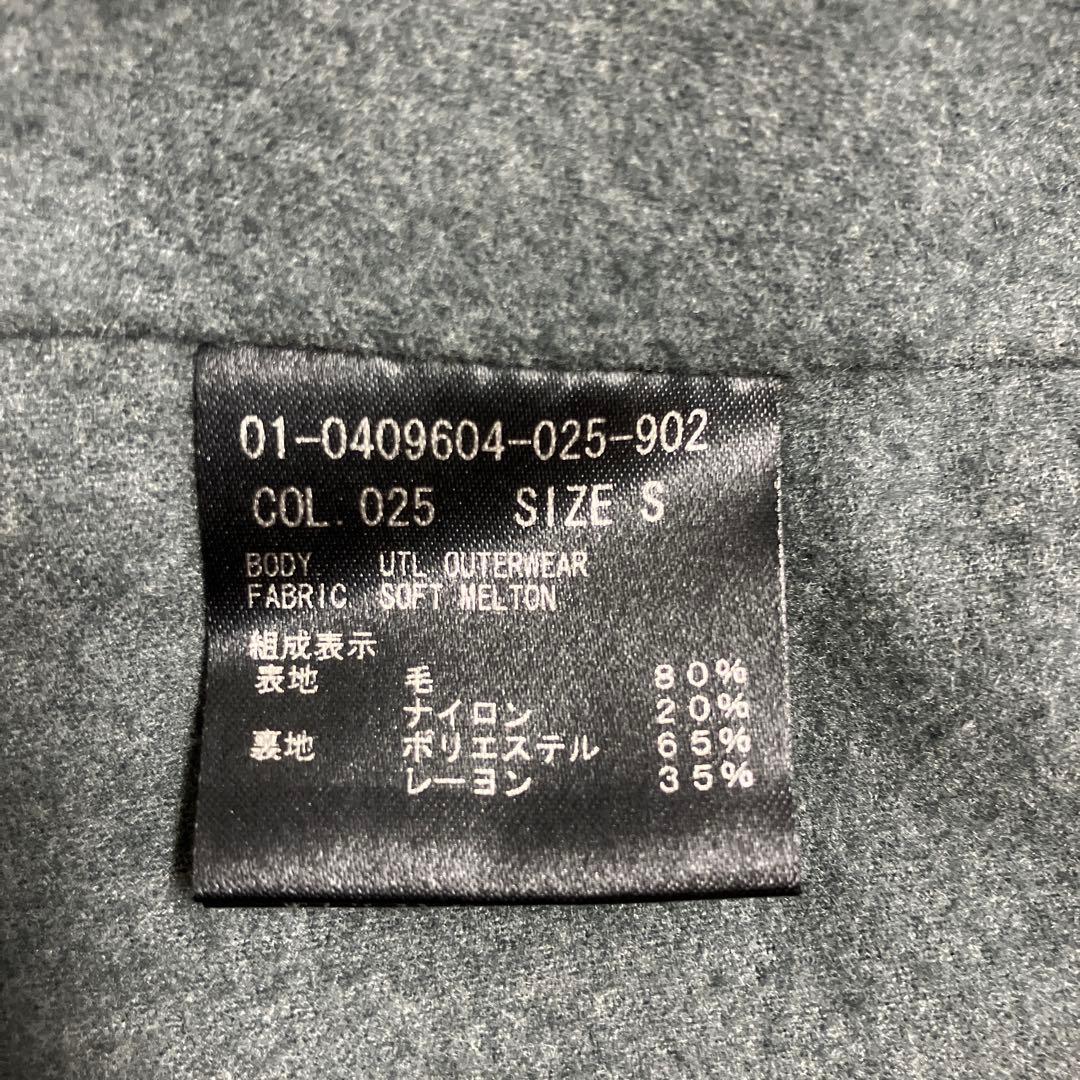 01-0409604-025-902
COL. 025 SIZE S
BODY UTL OUTERWEAR
FABRIC SOFT MELTON
組成表示
表地 毛 80%
ナイロン 20%
裏地 ポリエステル 65%
レーヨン 35%